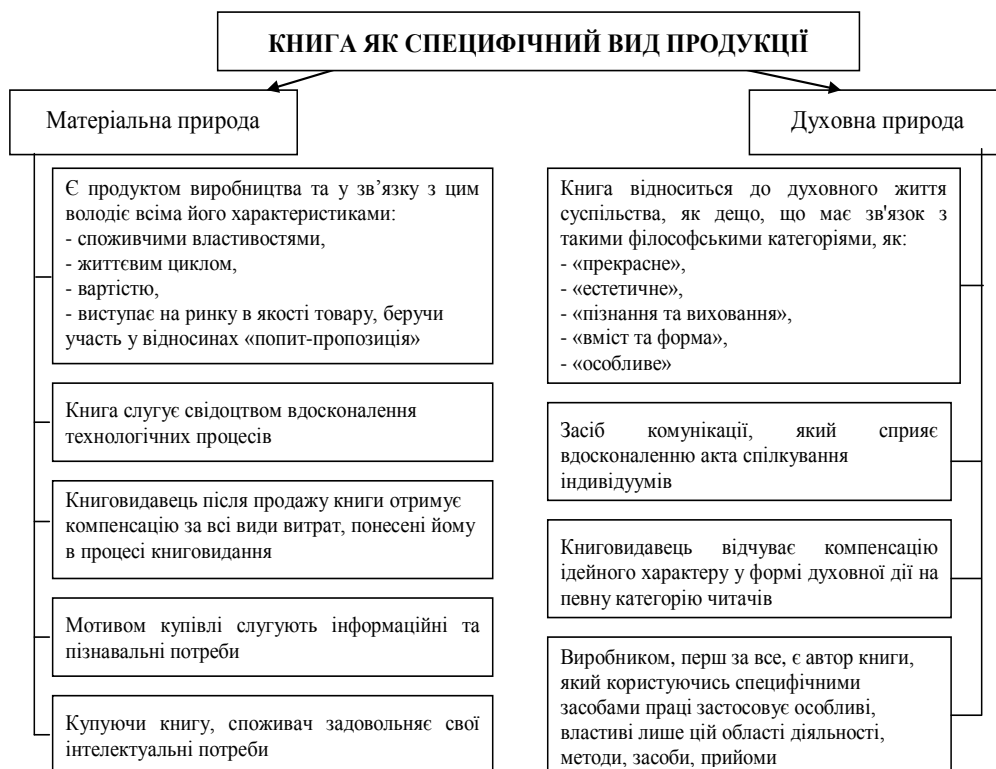 КНИГА ЯК СПЕЦИФІЧНИЙ ВИД ПРОДУКЦІЇ
Матеріальна природа
Є продуктом виробництва та у зв’язку з цим
володіє всіма його характеристиками:
- споживчими властивостями,
- життєвим циклом,
- вартістю,
- виступає на ринку в якості товару, беручи
участь у відносинах «попит-пропозиція»
Книга слугує свідоцтвом вдосконалення
технологічних процесів
Книговидавець після продажу книги отримує
компенсацію за всі види витрат, понесені йому
в процесі книговидання
Мотивом купівлі слугують інформаційні та
пізнавальні потреби
Купуючи книгу, споживач задовольняє свої
інтелектуальні потреби
Духовна природа
Книга відноситься до духовного життя
суспільства, як дещо, що має зв'язок з
такими філософськими категоріями, як:
- «прекрасне»,
- «естетичне»,
- «пізнання та виховання»,
- «вміст та форма»,
- «особливе»
Засіб комунікації, який сприяє
вдосконаленню акта спілкування
індивідуумів
Книговидавець відчуває компенсацію
ідейного характеру у формі духовної дії на
певну категорію читачів
Виробником, перш за все, є автор книги,
який користуючись специфічними
засобами праці застосовує особливі,
властиві лише цій області діяльності,
методи, засоби, прийоми